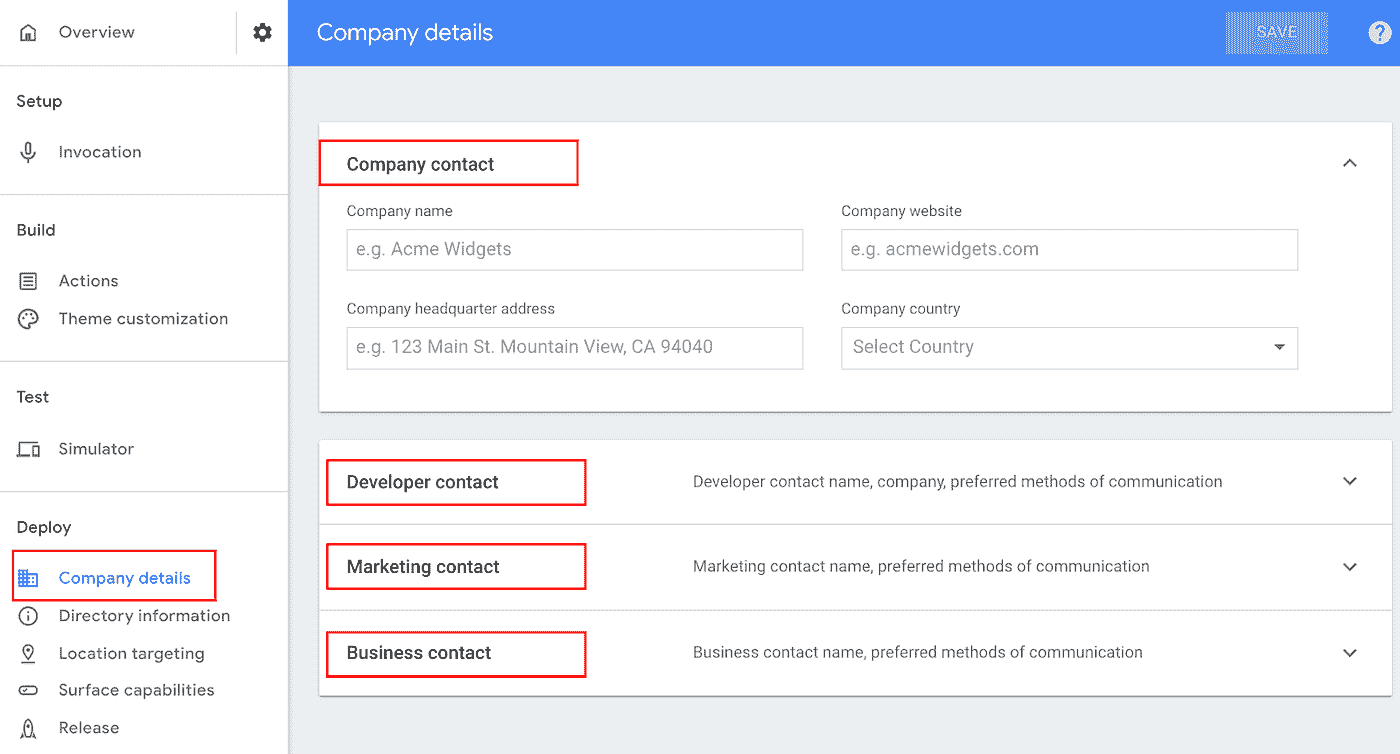 Overview
Setup
Invocation
Build
Actions
Theme customization
Test
Simulator
Deploy
Company details
Directory information
Location targeting
Surface capabilities
Release
Company details
SAVE
?
Company contact
Company name
Company website
e.g. Acme Widgets
e.g. acmewidgets.com
Company headquarter address
Company country
e.g. 123 Main St. Mountain View, CA 94040
Select Country
Developer contact
Developer contact name, company, preferred methods of communication
Marketing contact
Marketing contact name, preferred methods of communication
Business contact
Business contact name, preferred methods of communication